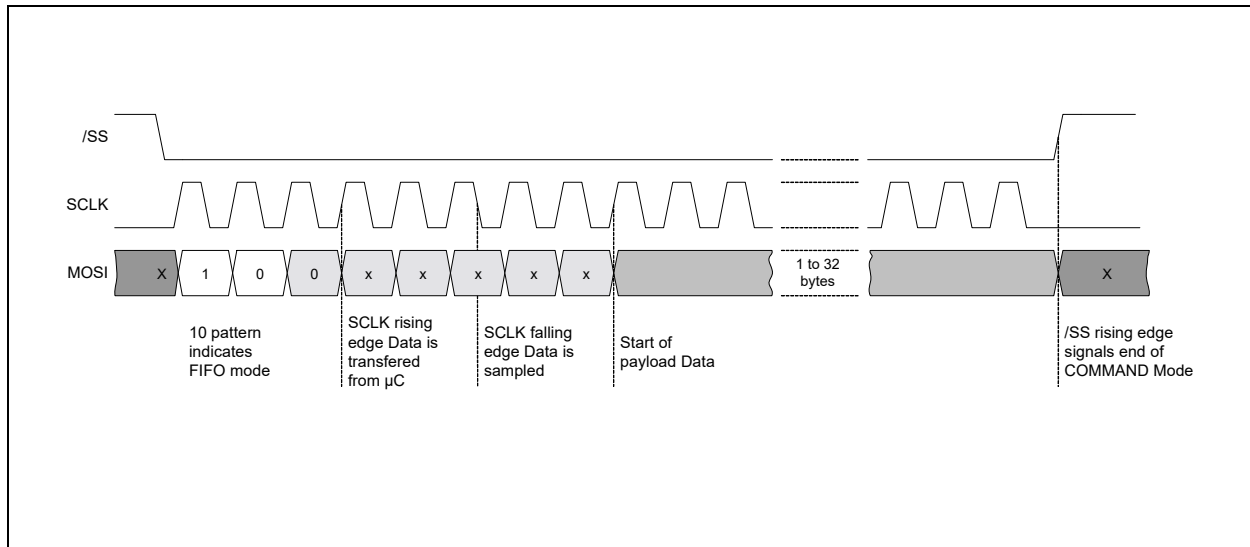 /SS
SCLK
MOSI
X 1 0 0 x x x x x 1 to 32 X
bytes
10 pattern
indicates
FIFO mode
SCLK rising
edge Data is
transfered
from µC
SCLK falling
edge Data is
sampled
Start of
payload Data
/SS rising edge
signals end of
COMMAND Mode